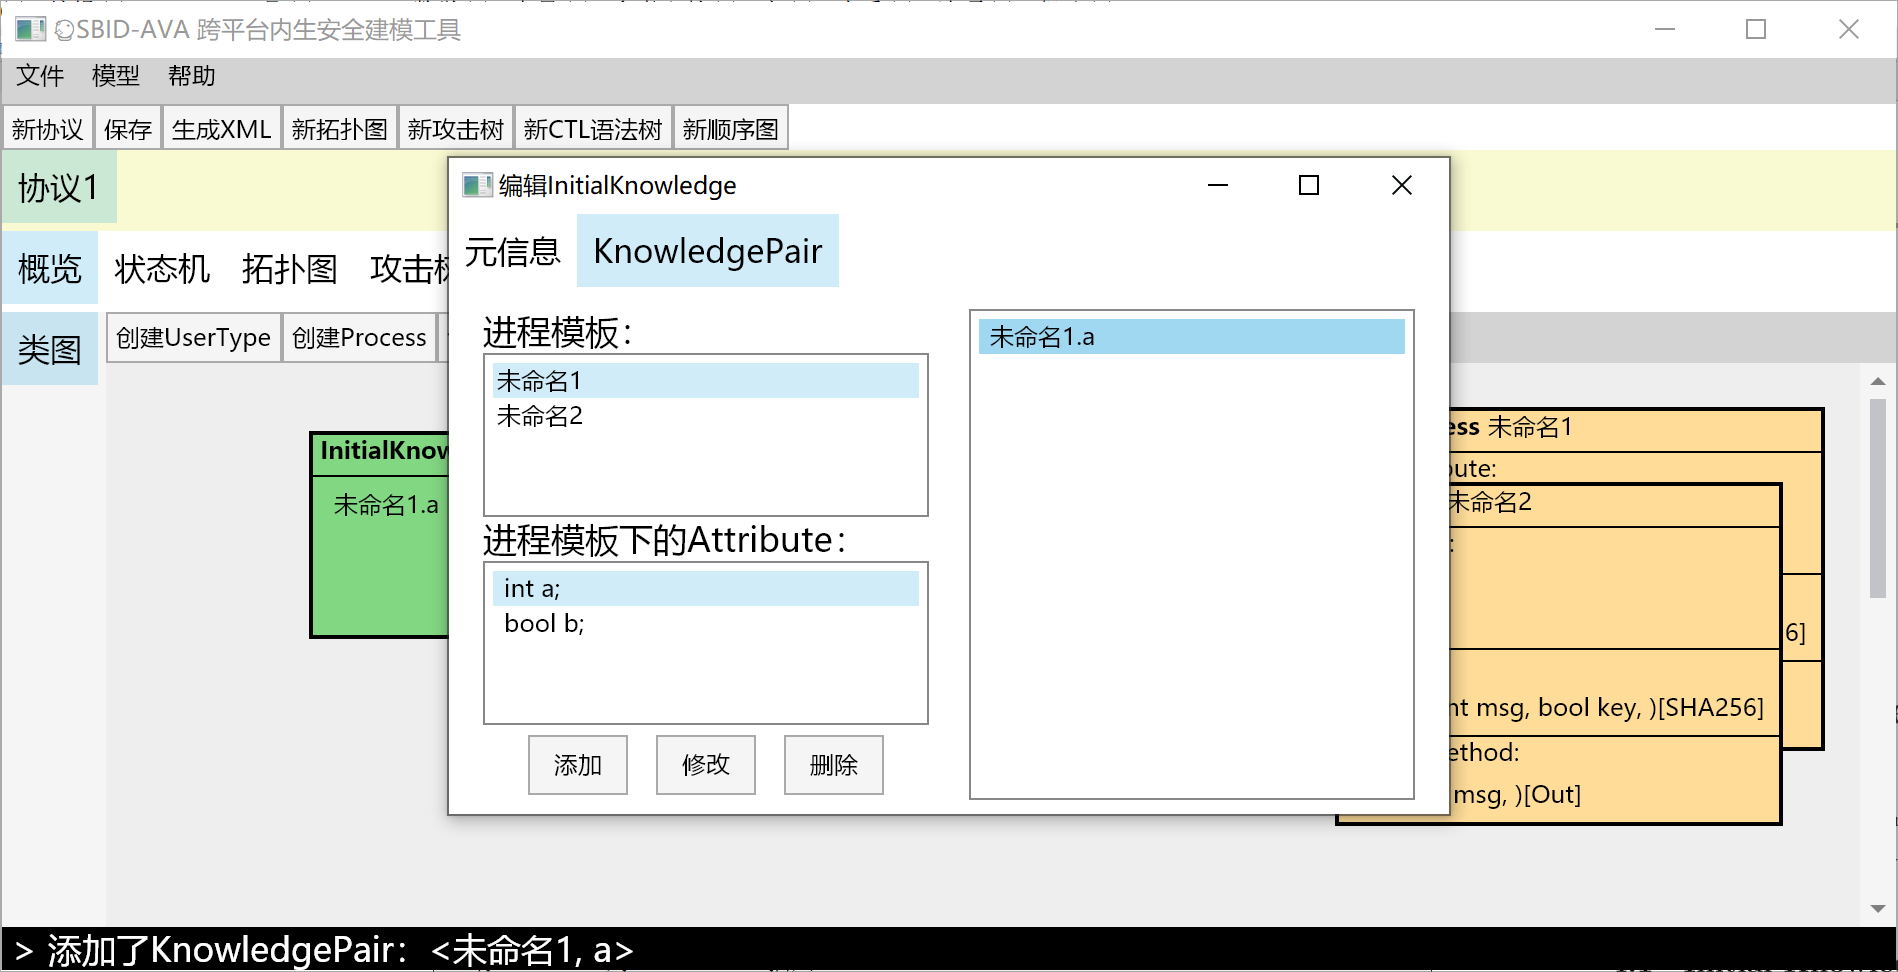 SBID-AVA 跨平台内生安全建模工具
文件 模型 帮助
新协议 保存 生成XML 新拓扑图 新攻击树 新CTL语法树 新顺序图
协议1
概览 状态机 拓扑图 攻击树
类图
创建UserType 创建Process
InitialKnow
未命名1.a
编辑InitialKnowledge
元信息 KnowledgePair
进程模板：
未命名1
未命名2
进程模板下的Attribute：
int a;
bool b;
添加 修改 删除
未命名1.a
ess 未命名1
bute:
6]
未命名2
:
nt msg, bool key, )[SHA256]
ethod:
msg, )[Out]
> 添加了KnowledgePair：<未命名1, a>